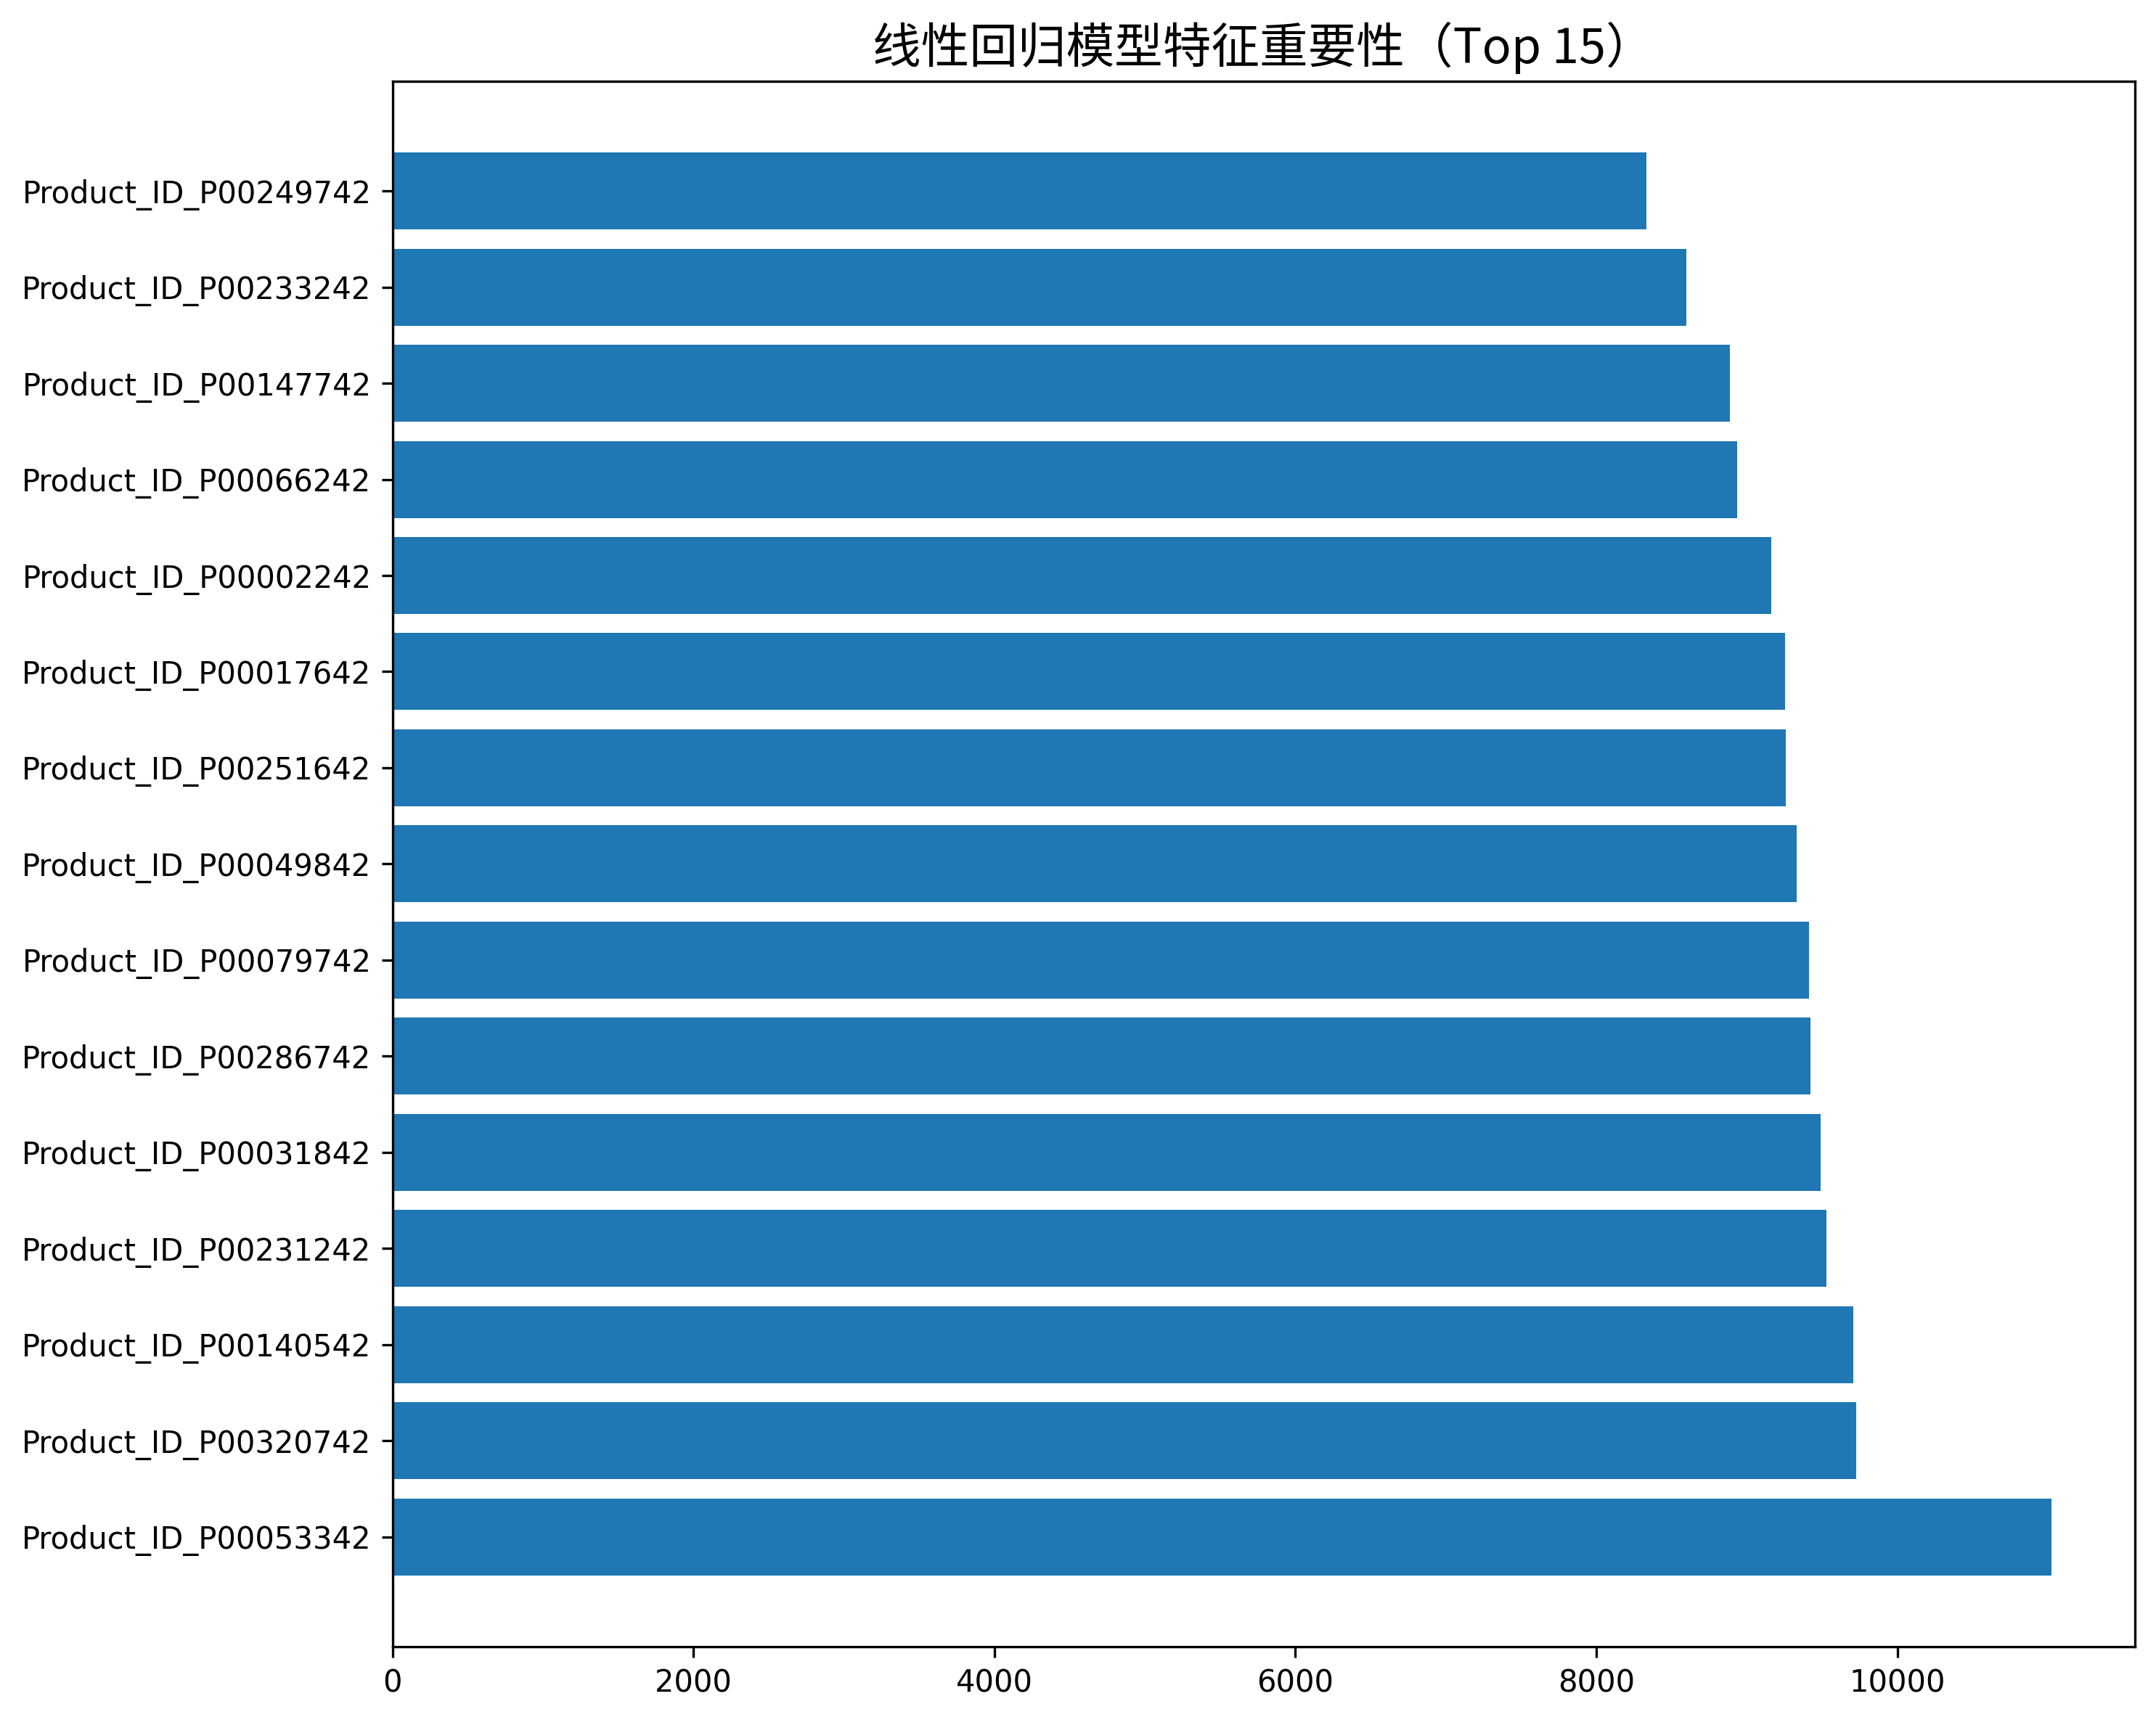 线性回归模型特征重要性（Top 15）
Product_ID_P00249742
Product_ID_P00233242
Product_ID_P00147742
Product_ID_P00066242
Product_ID_P00002242
Product_ID_P00017642
Product_ID_P00251642
Product_ID_P00049842
Product_ID_P00079742
Product_ID_P00286742
Product_ID_P00031842
Product_ID_P00231242
Product_ID_P00140542
Product_ID_P00320742
Product_ID_P00053342
0 2000 4000 6000 8000 10000